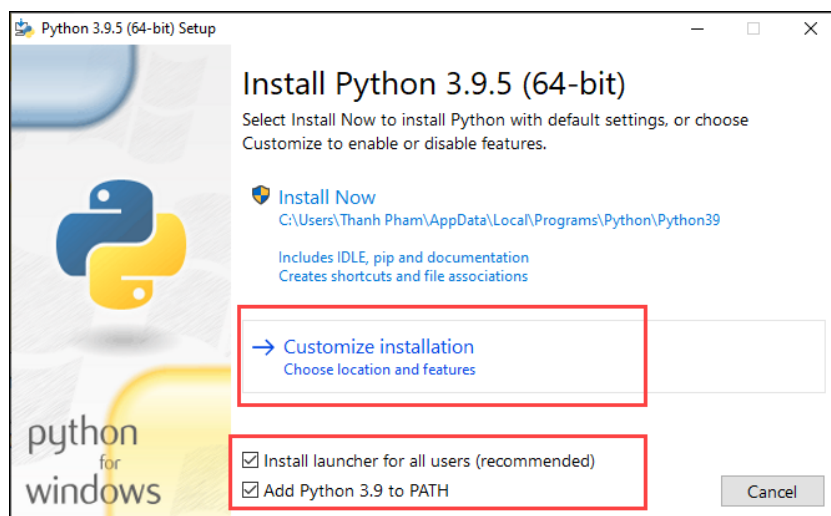 Python 3.9.5 (64-bit) Setup
Install Python 3.9.5 (64-bit)
Select Install Now to install Python with default settings, or choose
Customize to enable or disable features.
Install Now
C:\Users\Thanh Pham\AppData\Local\Programs\Python\Python39
Includes IDLE, pip and documentation
Creates shortcuts and file associations
Customize installation
Choose location and features
python
for
windows
Install launcher for all users (recommended)
Add Python 3.9 to PATH
Cancel